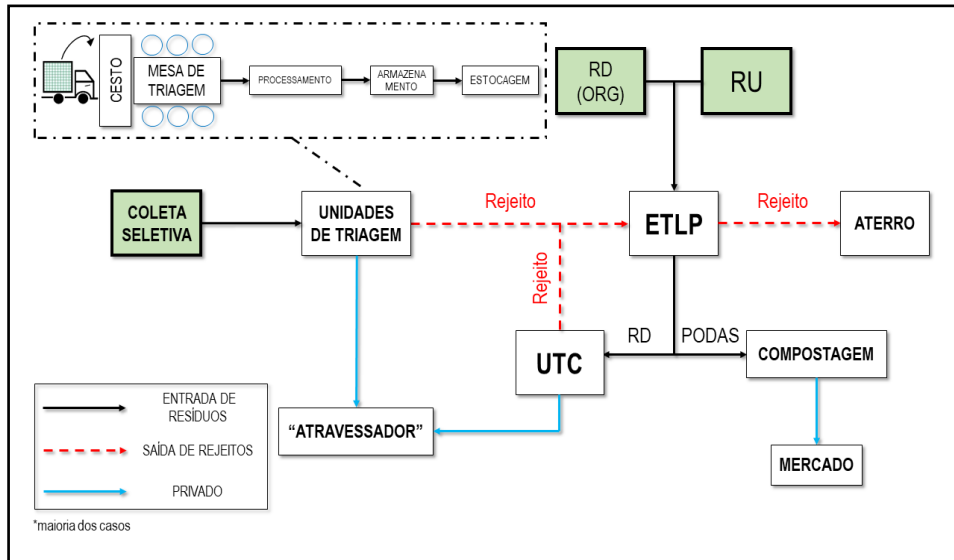 CESTO
MESA DE
TRIAGEM
PROCESSAMENTO
ARMAZENA
MENTO
ESTOCAGEM
RD
(ORG)
RU
COLETA
SELETIVA
UNIDADES
DE TRIAGEM
Rejeito
ETLP
Rejeito
ATERRO
Rejeito
UTC
RD
PODAS
COMPOSTAGEM
"ATRAVESSADOR"
MERCADO
ENTRADA DE
RESÍDUOS
SAÍDA DE REJEITOS
PRIVADO
*maioria dos casos